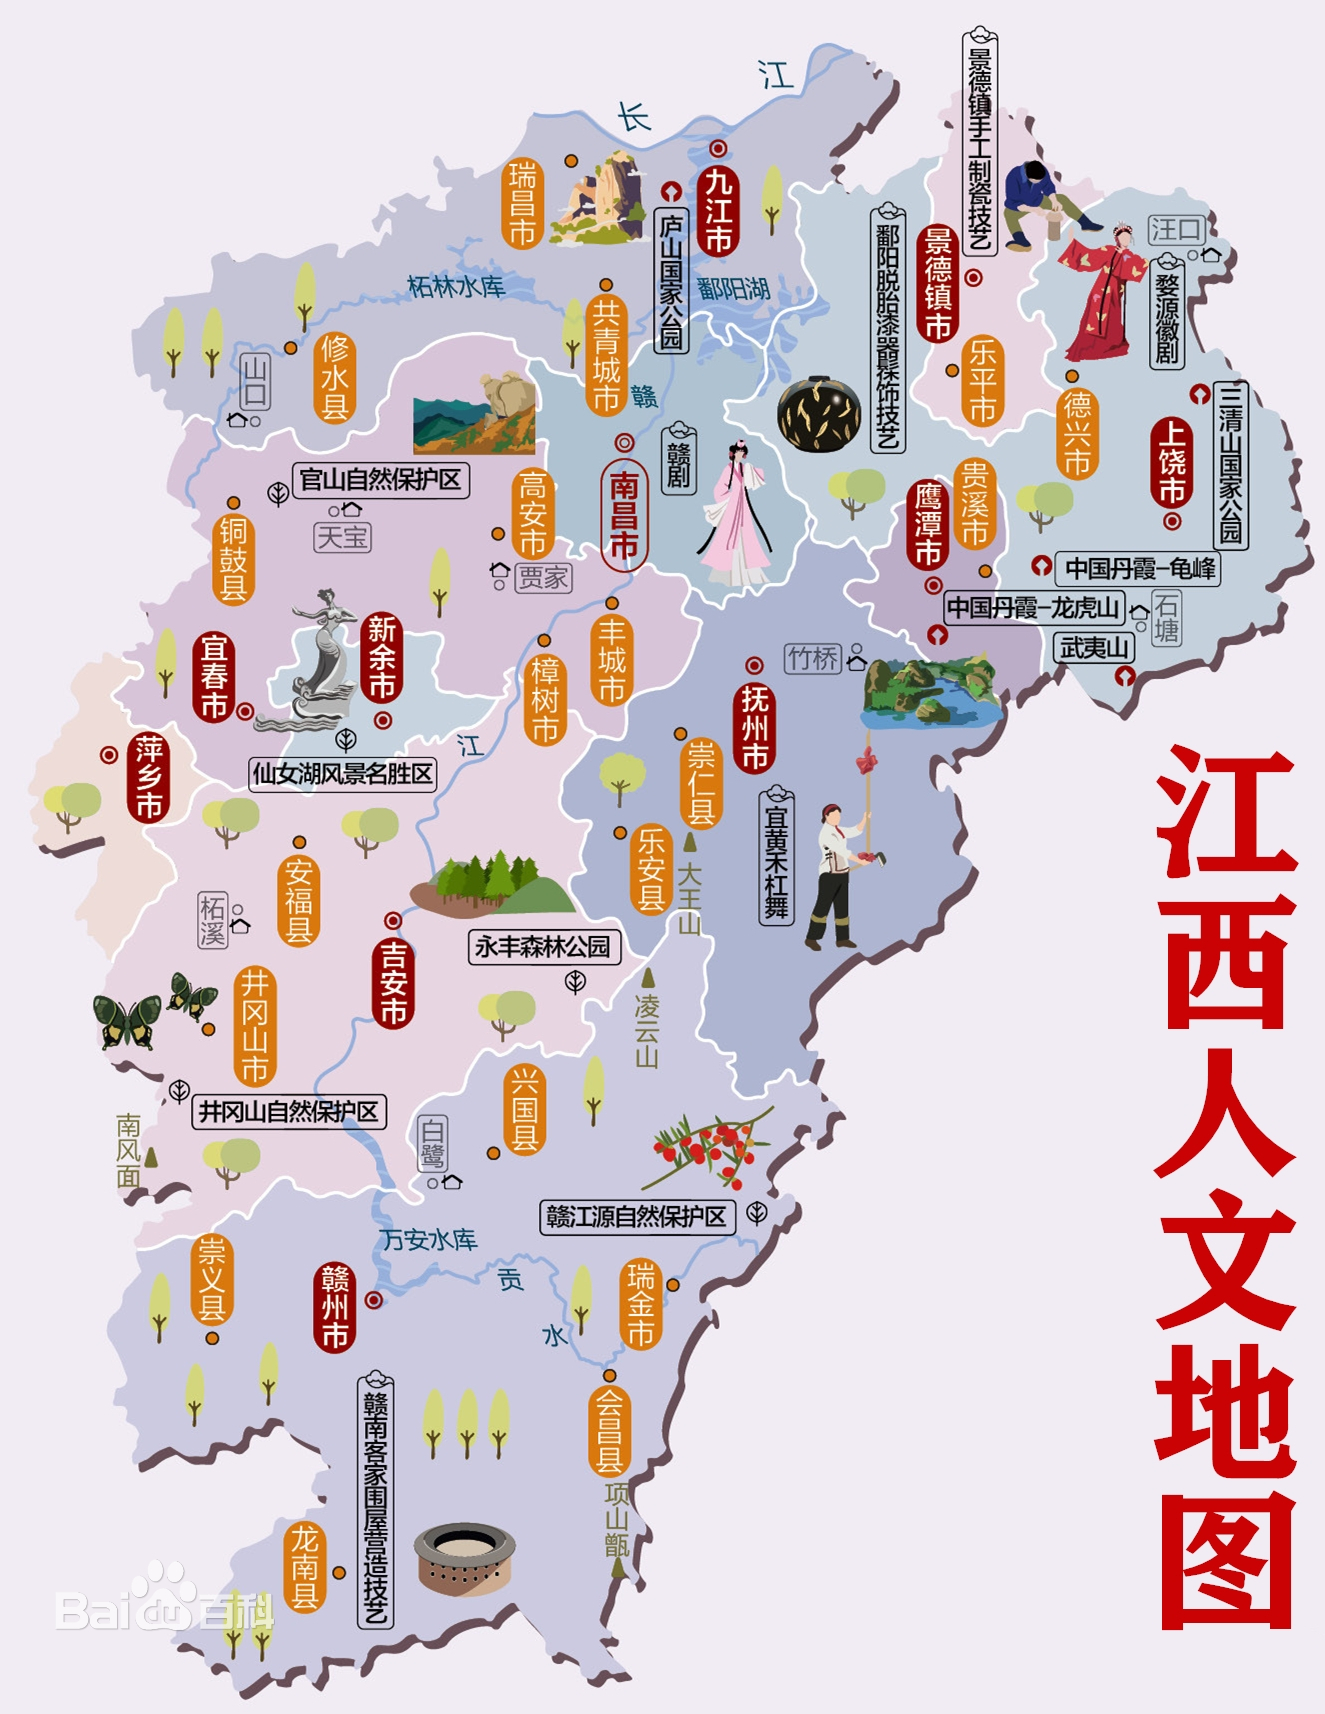 江西人文地图
长
江
九江市
瑞昌市
庐山国家公园
鄱阳湖
柘林水库
共青城市
修水县
山口
赣
景德镇手工制瓷技艺
景德镇市
鄱阳脱胎漆器髹饰技艺
乐平市
汪口
婺源徽剧
德兴市
上饶市
三清山国家公园
官山自然保护区
天宝
铜鼓县
高安市
贾家
南昌市
赣剧
鹰潭市
贵溪市
中国丹霞-龟峰
中国丹霞-龙虎山
石塘
武夷山
宜春市
新余市
丰城市
樟树市
江
竹桥
抚州市
崇仁县
萍乡市
仙女湖风景名胜区
安福县
乐安县
大王山
宜黄禾杠舞
柘溪
吉安市
永丰森林公园
凌云山
井冈山市
井冈山自然保护区
南风面
兴国县
白鹭
赣江源自然保护区
万安水库
贡
水
崇义县
赣州市
瑞金市
会昌县
赣南客家围屋营造技艺
项山甑
龙南县
Bai百科